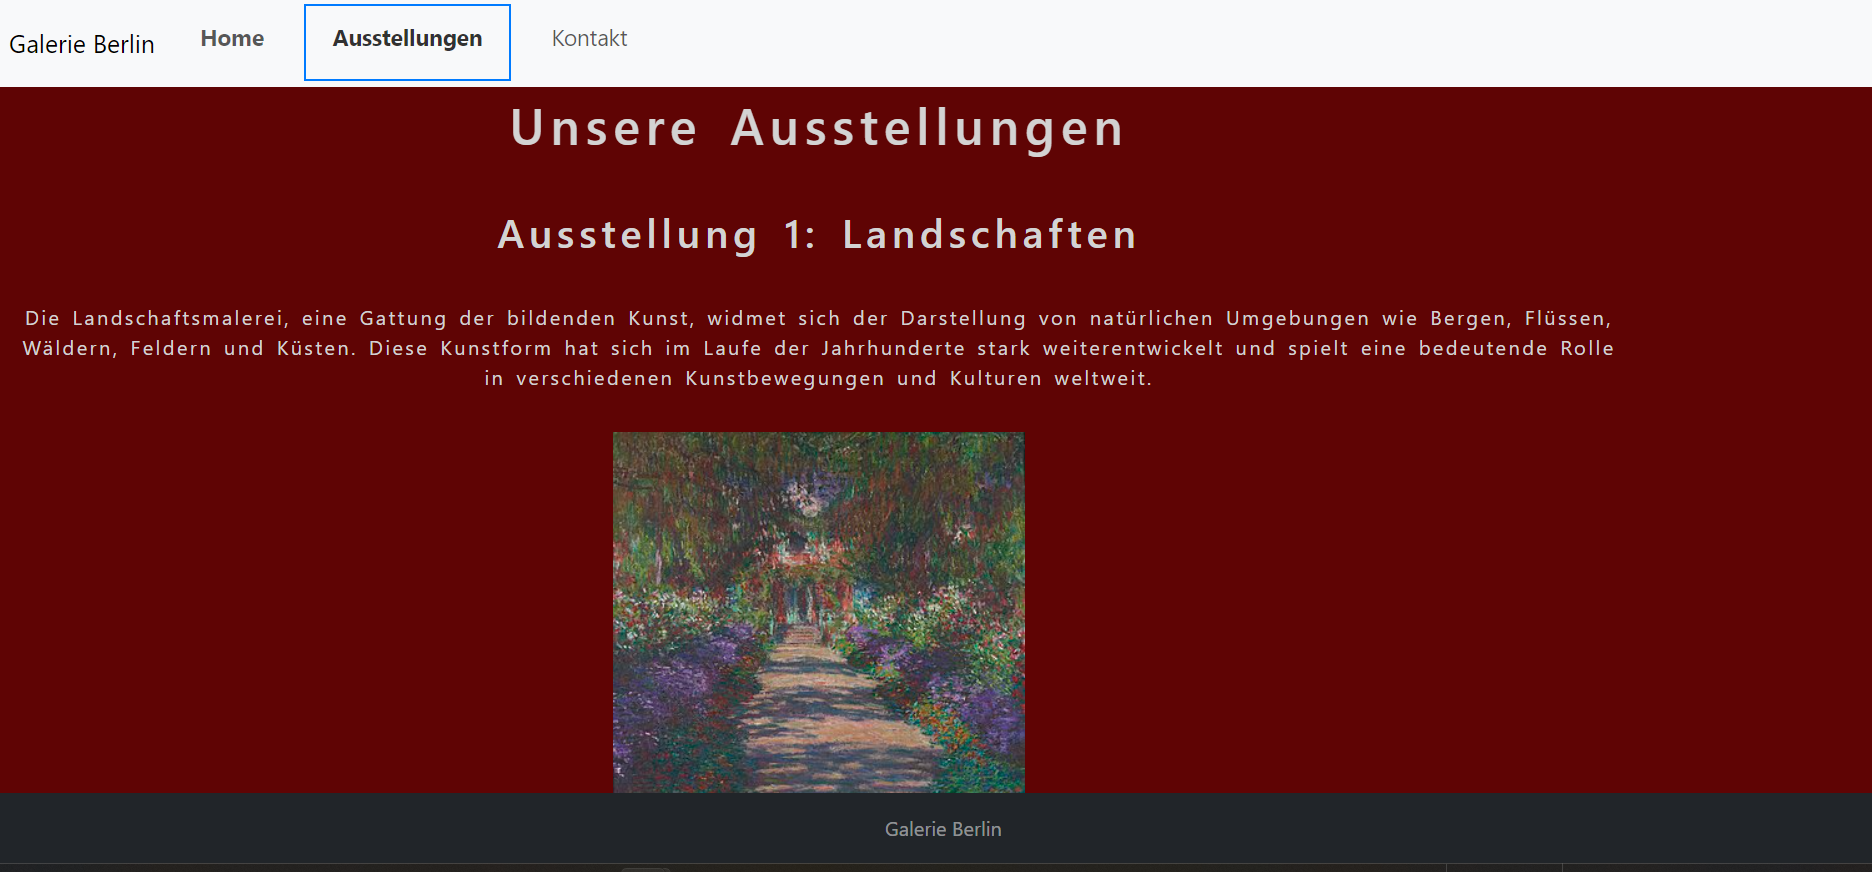 Galerie Berlin Home Ausstellungen Kontakt
Unsere Ausstellungen
Ausstellung 1: Landschaften
Die Landschaftsmalerei, eine Gattung der bildenden Kunst, widmet sich der Darstellung von natürlichen Umgebungen wie Bergen, Flüssen,
Wäldern, Feldern und Küsten. Diese Kunstform hat sich im Laufe der Jahrhunderte stark weiterentwickelt und spielt eine bedeutende Rolle
in verschiedenen Kunstbewegungen und Kulturen weltweit.
Galerie Berlin